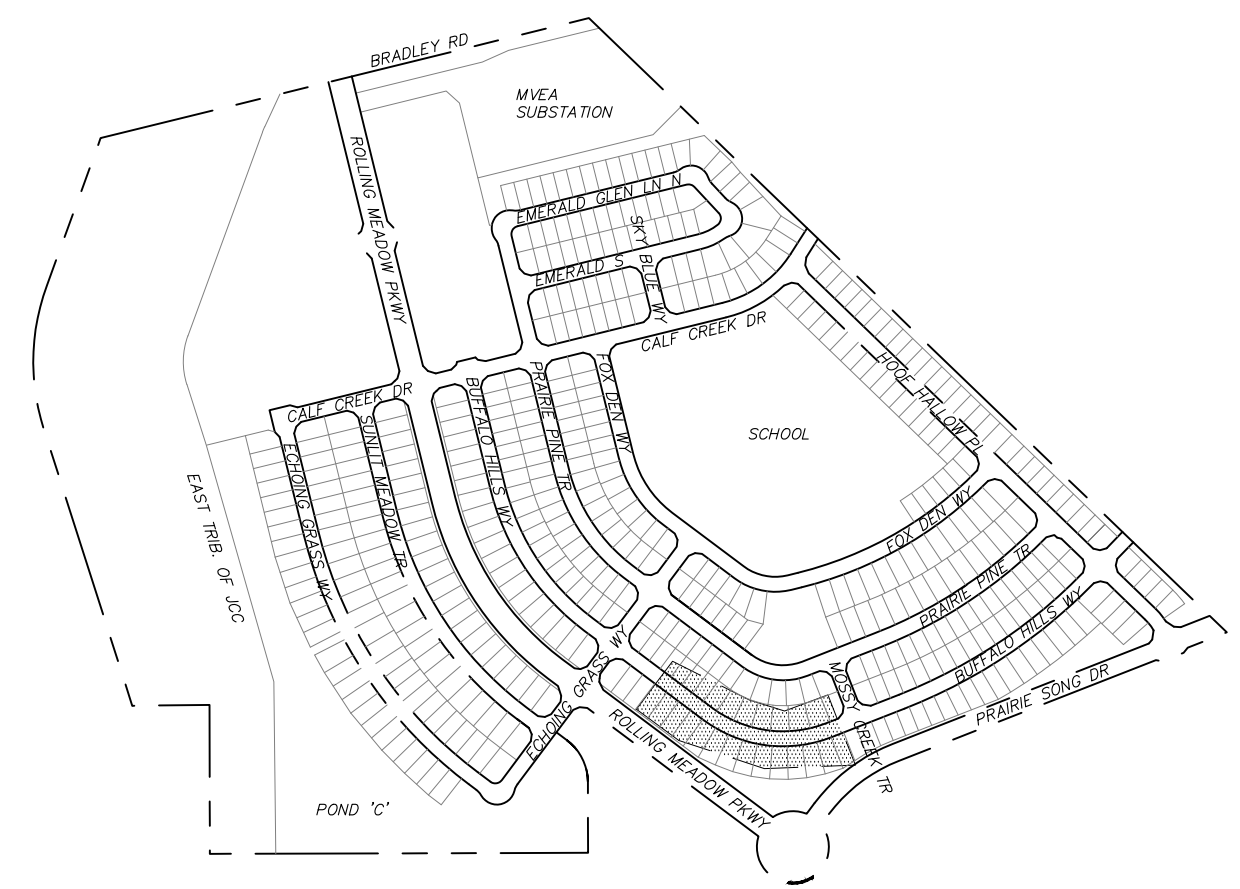 BRADLEY RD
MVEA
SUBSTATION
ROLLING MEADOW PKWY
EMERALD GLEN LN N
SKY BLUE WY
EMERALD S
CALF CREEK DR
CALF CREEK DR
HOOF HALLOW PL
SCHOOL
ECHOING GRASS WY
SUNLIT MEADOW TR
BUFFALO HILLS WY
PRAIRIE PINE TR
FOX DEN WY
EAST TRIB. OF JCC
FOX DEN WY
PRAIRIE PINE TR
BUFFALO HILLS WY
ECHOING GRASS WY
MOSSY CREEK TR
PRAIRIE SONG DR
ROLLING MEADOW PKWY
POND 'C'